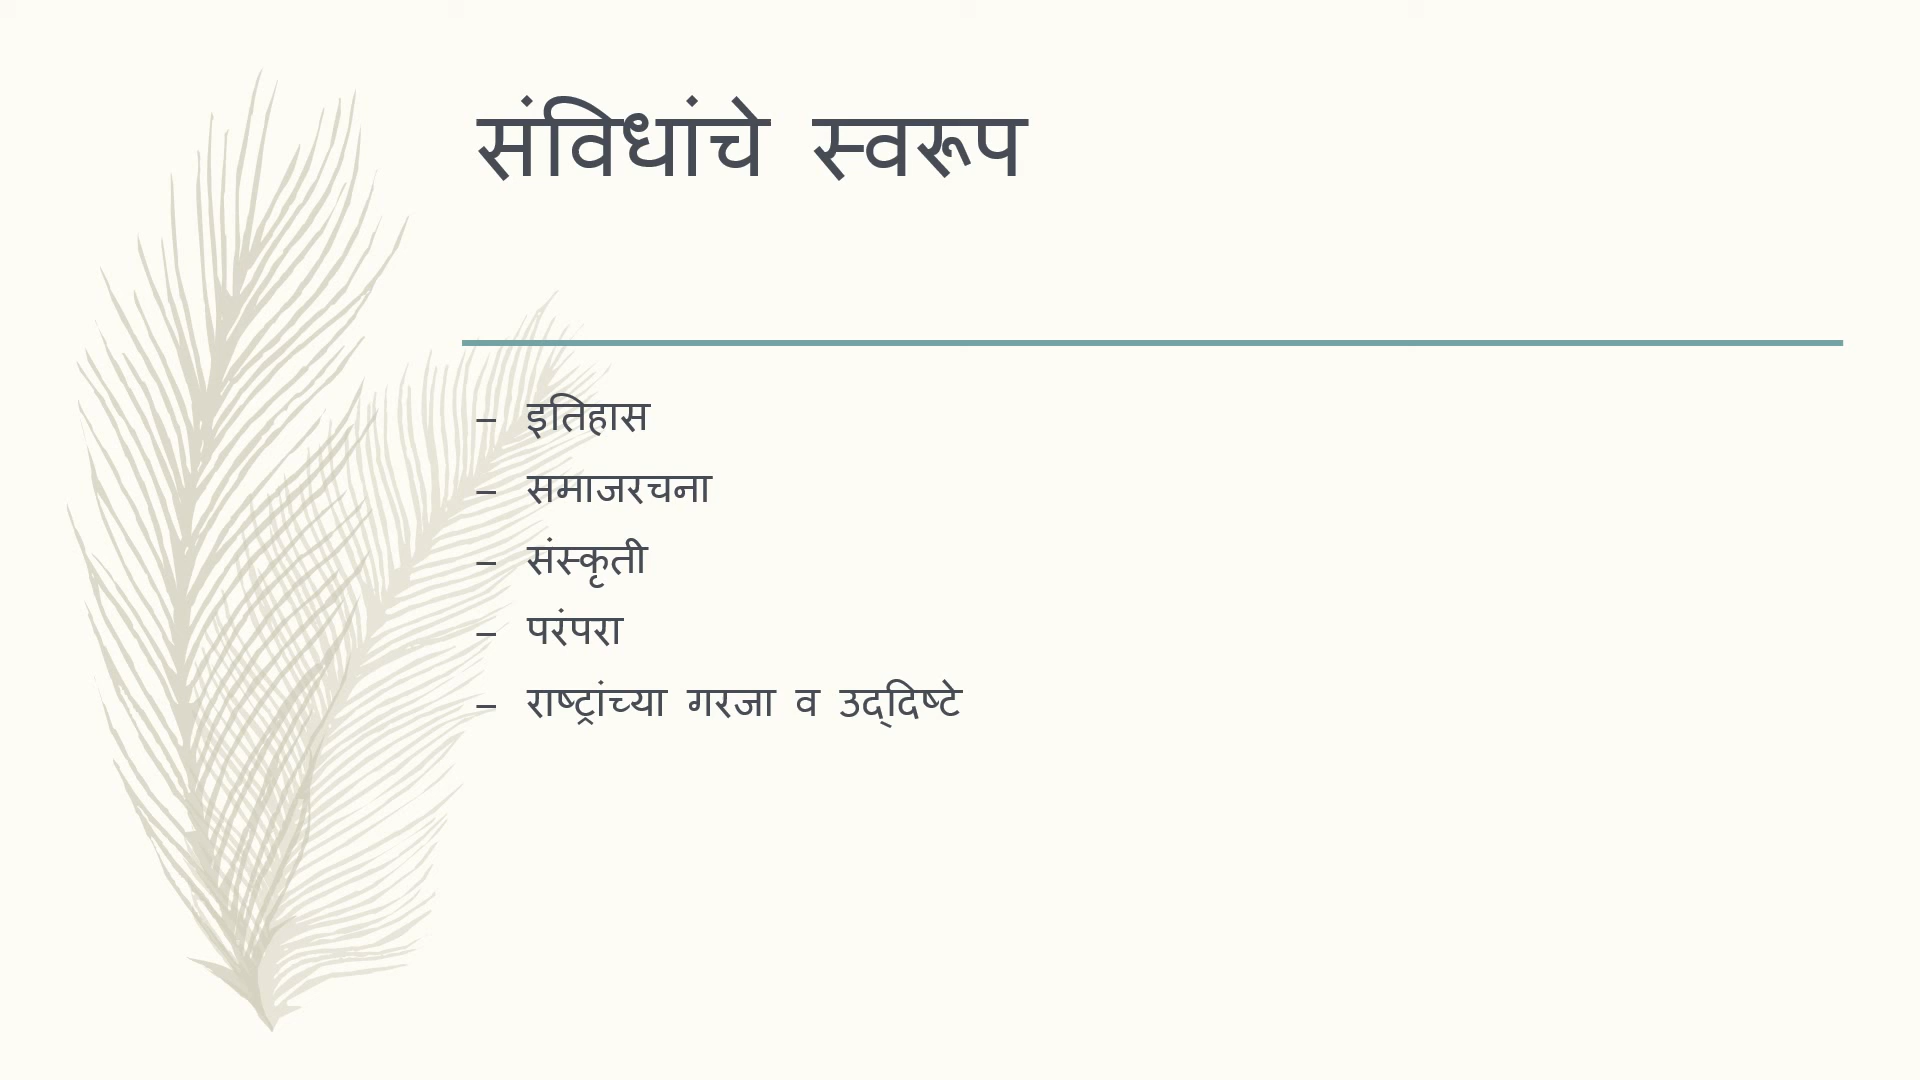 संविधांचे स्वरूप
– इतिहास
– समाजरचना
– संस्कृती
– परंपरा
– राष्ट्रांच्या गरजा व उद्दिष्टे